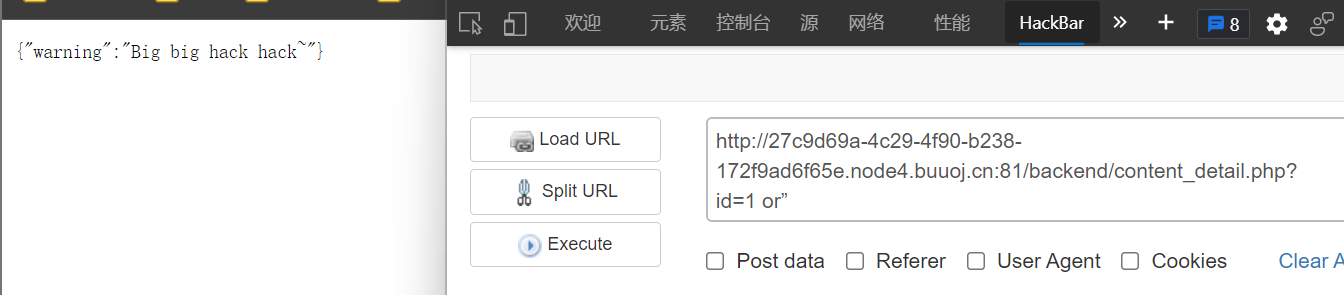 欢迎 元素 控制台 源 网络 性能 HackBar 8
{"warning":"Big big hack hack~"}
Load URL
Split URL
Execute
http://27c9d69a-4c29-4f90-b238-
172f9ad6f65e.node4.buuoj.cn:81/backend/content_detail.php?
id=1 or”
Post data Referer User Agent Cookies Clear A